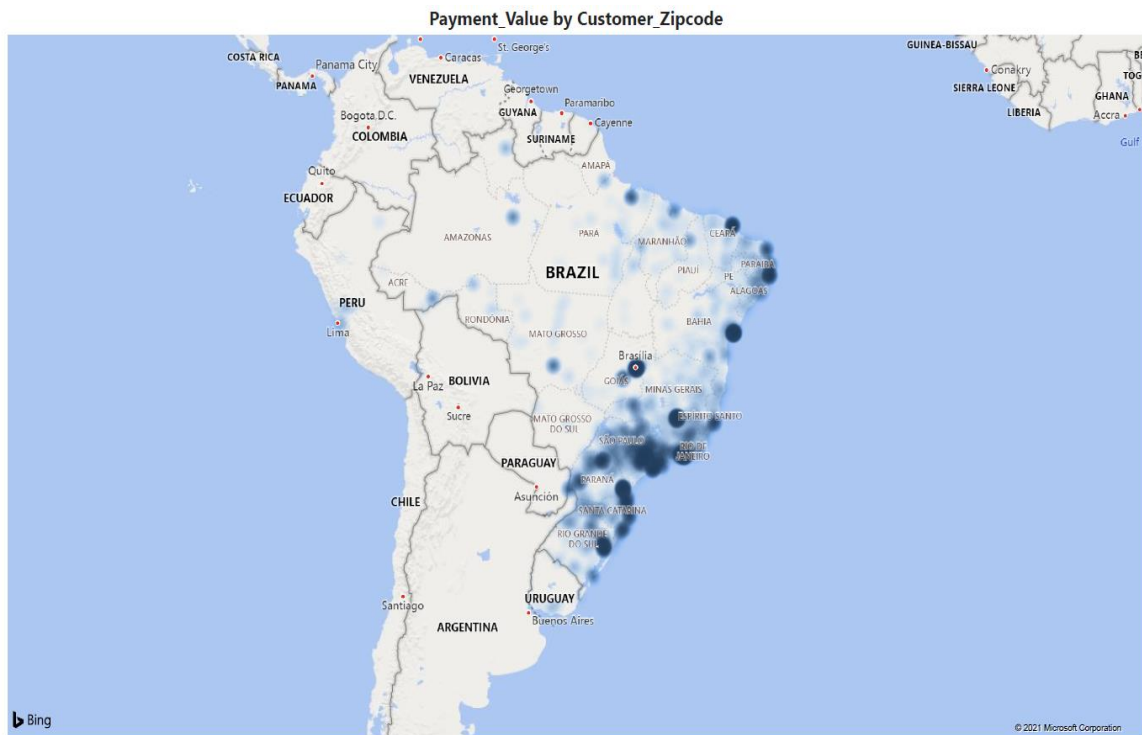 Payment_Value by Customer_Zipcode
COSTA RICA
Panama City
PANAMA
Caracas
St. George's
VENEZUELA
Georgetown
GUYANA
Paramaribo
SURINAME
Cayenne
Bogota D.C.
COLOMBIA
Quito
ECUADOR
GUINEA-BISSAU
Conakry
SIERRA LEONE
LIBERIA
GHANA
TOG
BE
Accra
Gulf
AMAPÁ
AMAZONAS
PARÁ
MARANHÃO
CEARÁ
BRAZIL
PIAUÍ
PARAÍBA
PE
ALAGOAS
ACRE
PERU
Lima
RONDÔNIA
MATO GROSSO
BAHIA
Brasília
GOIÁS
La Paz
BOLIVIA
Sucre
MINAS GERAIS
MATO GROSSO
DO SUL
ESPÍRITO SANTO
SÃO PAULO
RIO DE
JANEIRO
PARAGUAY
PARANÁ
Asunción
CHILE
SANTA CATARINA
RIO GRANDE
DO SUL
URUGUAY
Santiago
Buenos Aires
ARGENTINA
Bing
© 2021 Microsoft Corporation